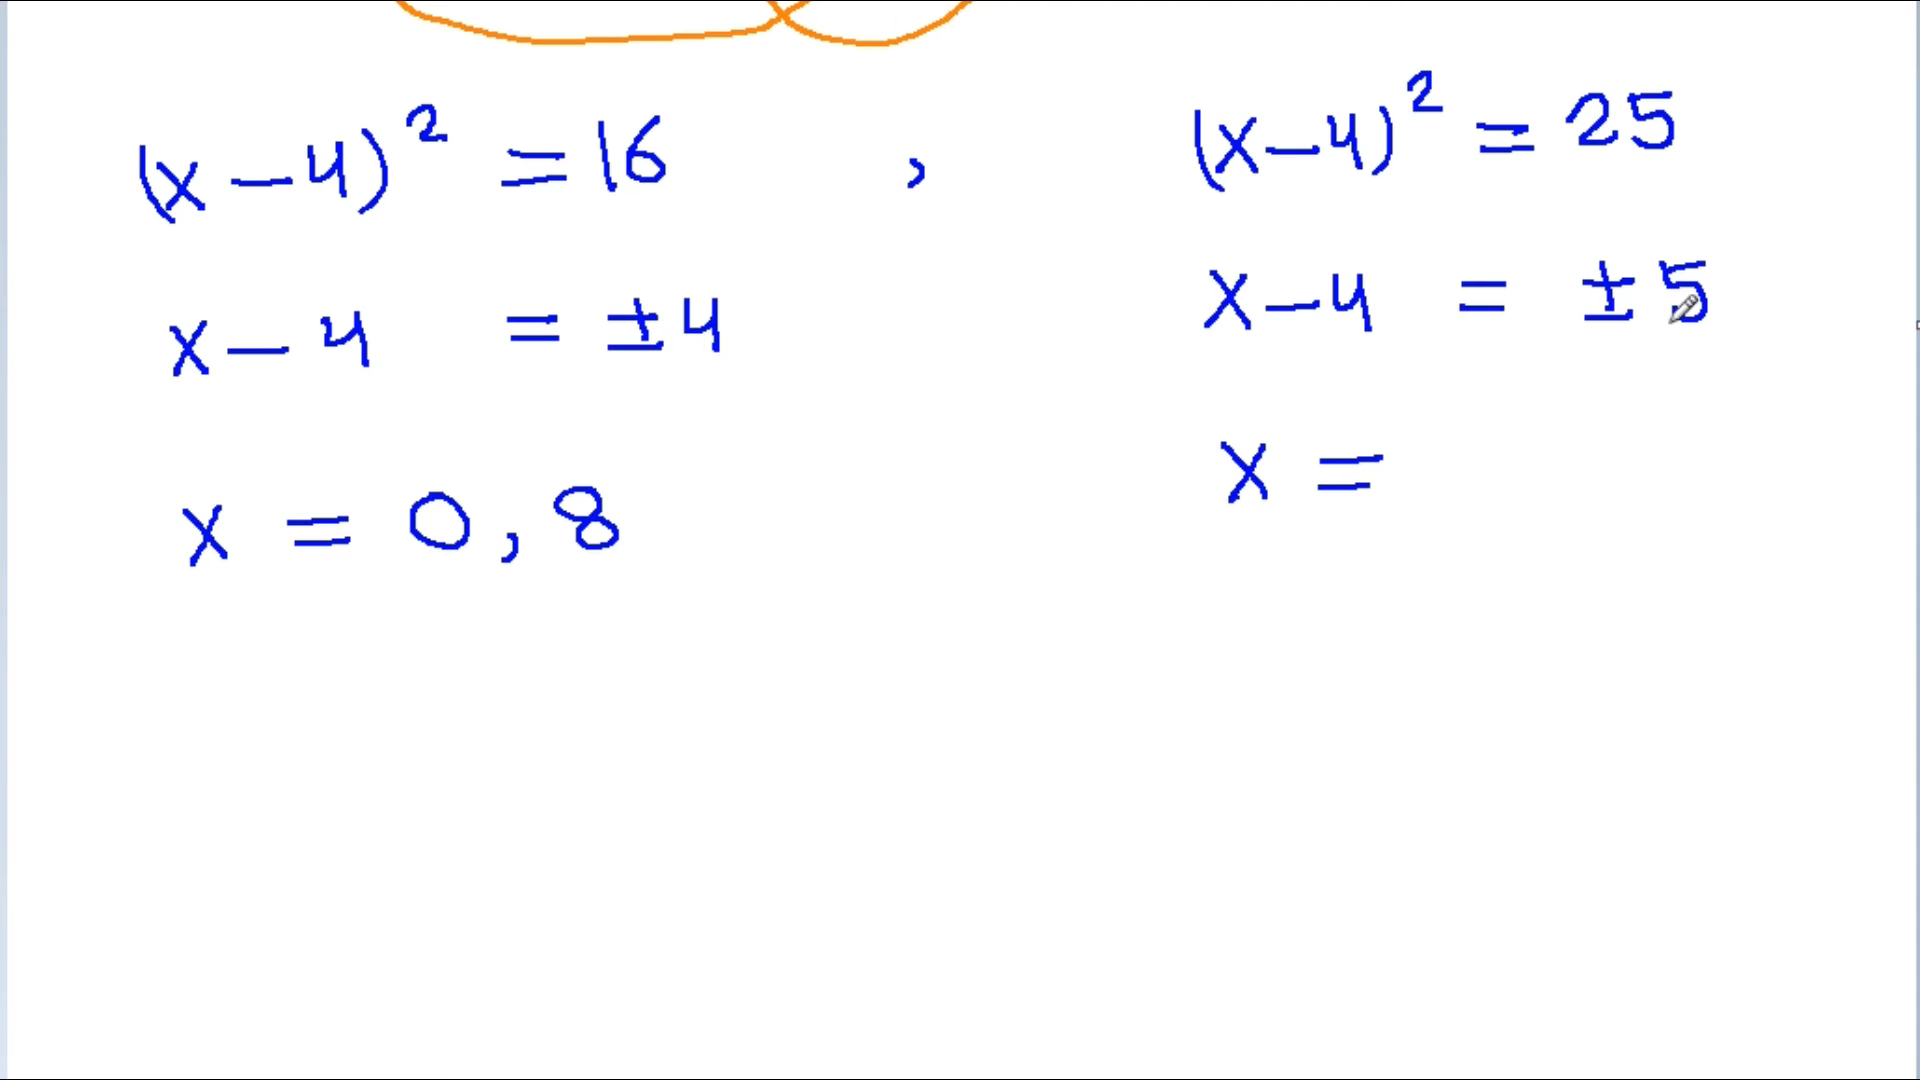 (x-4)² = 16 , (x-4)² = 25
x-4 = ±4 x-4 = ±5
x = 0, 8 x =